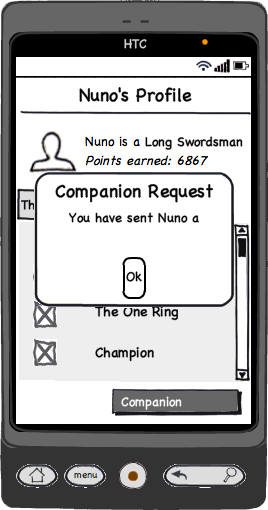 HTC
Nuno's Profile
Nuno is a Long Swordsman
Points earned: 6867
Th
Companion Request
You have sent Nuno a
Ok
The One Ring
Champion
Companion
menu